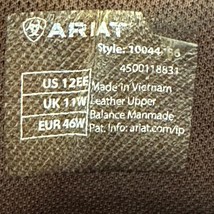 ARIAT
Style:
4500118831
US 12EE
UK 11W
EUR 46W
Made in Vietnam
Leather Upper
Balance Manmade
Pat. Info: ariat.com/ip